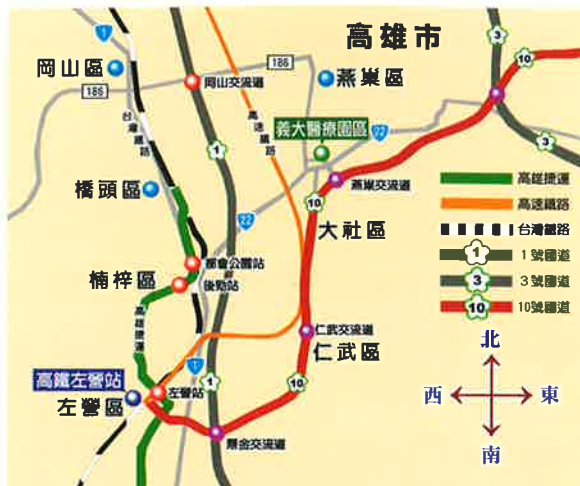 高雄市
1
3
10
岡山區
186
186
燕巢區
岡山交流道
台灣鐵路
高速鐵路
1
義大醫療園區
22
3
橋頭區
燕巢交流道
10
高雄捷運
高速鐵路
台灣鐵路
1
1號國道
3
3號國道
10
10號國道
22
大社區
都會公園站
楠梓區
後勁站
高雄捷運
仁武交流道
仁武區
1
北
西
東
南
高鐵左營站
左營區
左營站
1
10
鼎金交流道